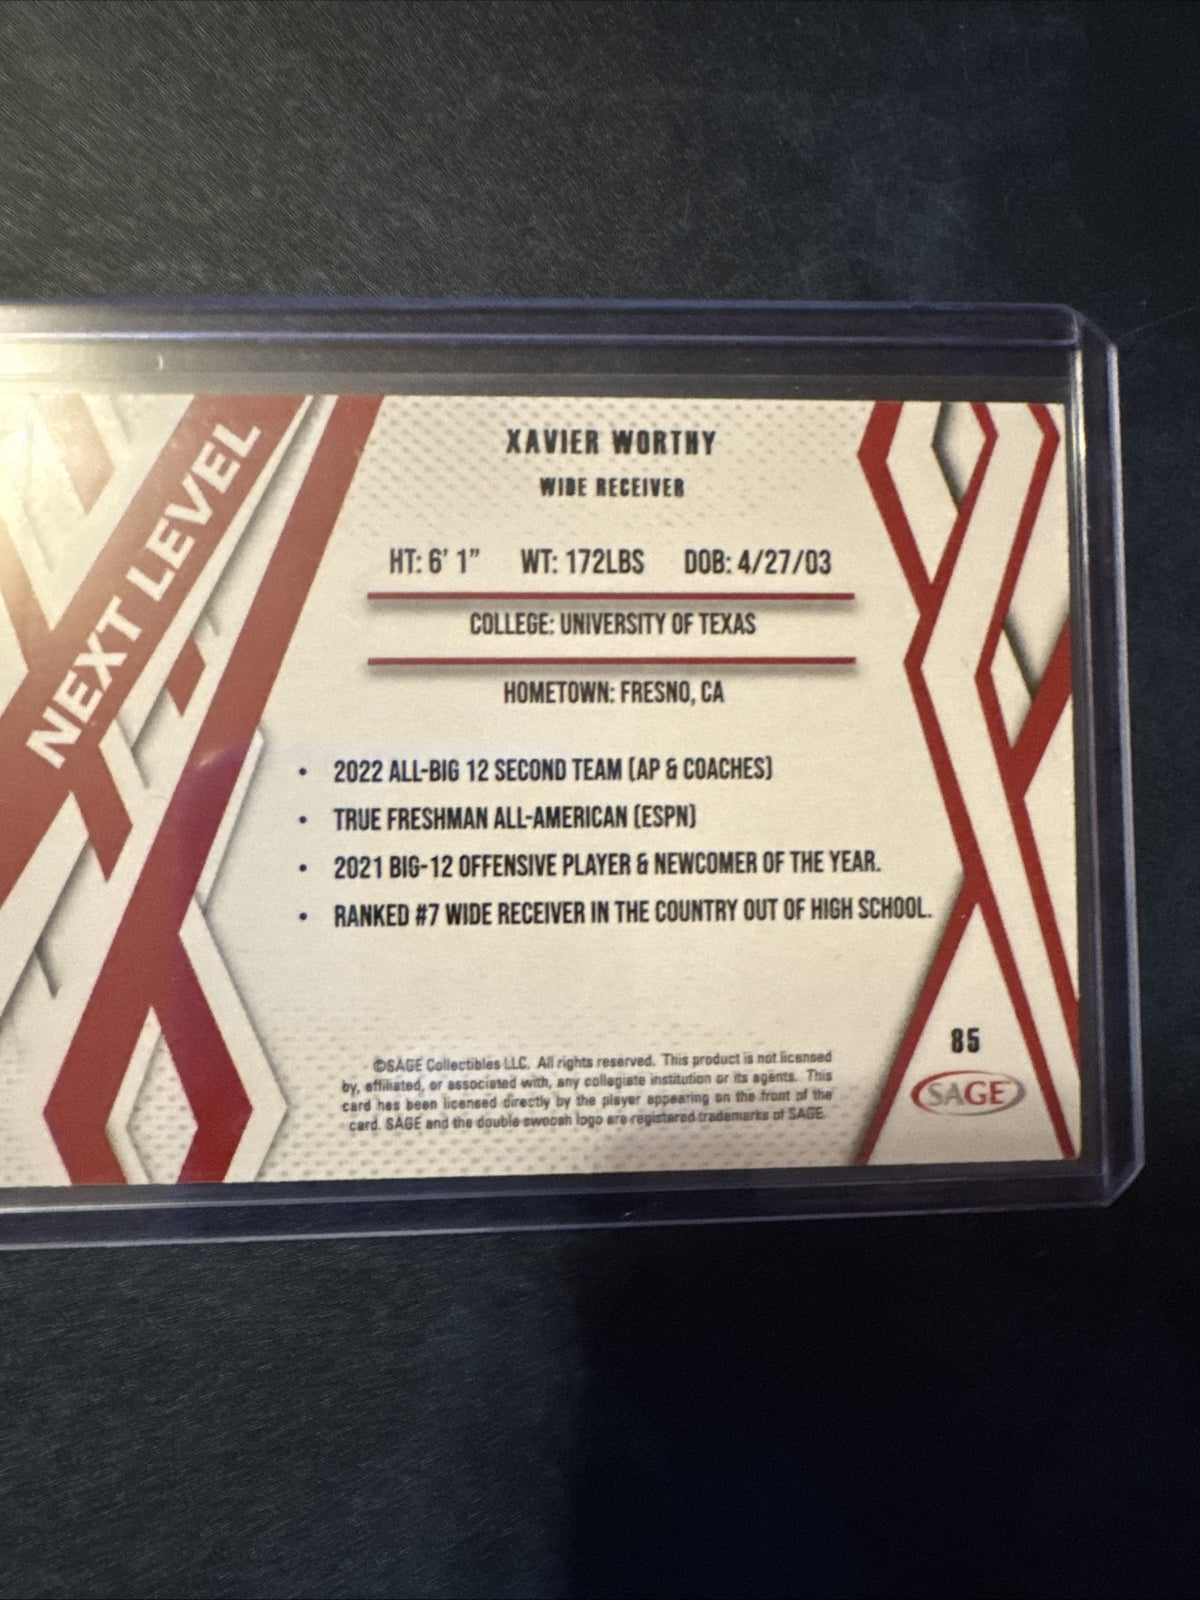 NEXT LEVEL
XAVIER WORTHY
WIDE RECEIVER
HT: 6' 1" WT: 172LBS DOB: 4/27/03
COLLEGE: UNIVERSITY OF TEXAS
HOMETOWN: FRESNO, CA
• 2022 ALL-BIG 12 SECOND TEAM (AP & COACHES)
• TRUE FRESHMAN ALL-AMERICAN (ESPN)
• 2021 BIG-12 OFFENSIVE PLAYER & NEWCOMER OF THE YEAR.
• RANKED #7 WIDE RECEIVER IN THE COUNTRY OUT OF HIGH SCHOOL.
©SAGE Collectibles LLC. All rights reserved. This product is not licensed
by, affiliated, or associated with, any collegiate institution or its agents. This
card has been licensed directly by the player appearing on the front of the
card. SAGE and the double swoosh logo are registered trademarks of SAGE.
85
SAGE